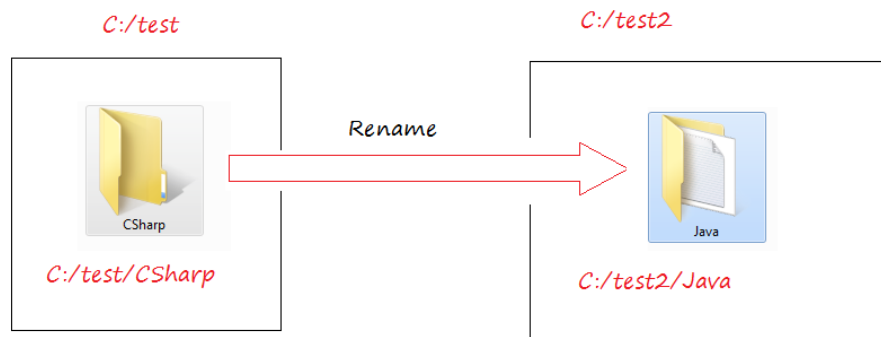 C:/test
C:/test2
Rename
CSharp
Java
C:/test/CSharp
C:/test2/Java